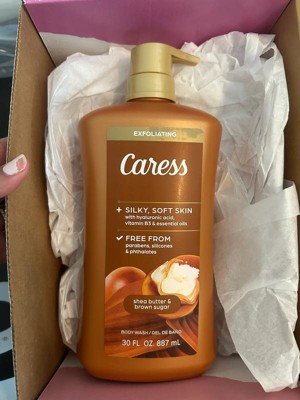 EXFOLIATING
Caress
+ SILKY, SOFT SKIN
with hyaluronic acid,
vitamin B3 & essential oils
✓ FREE FROM
parabens, silicones
& phthalates
shea butter &
brown sugar
BODY WASH / GEL DE BAÑO
30 FL. OZ. 887 mL